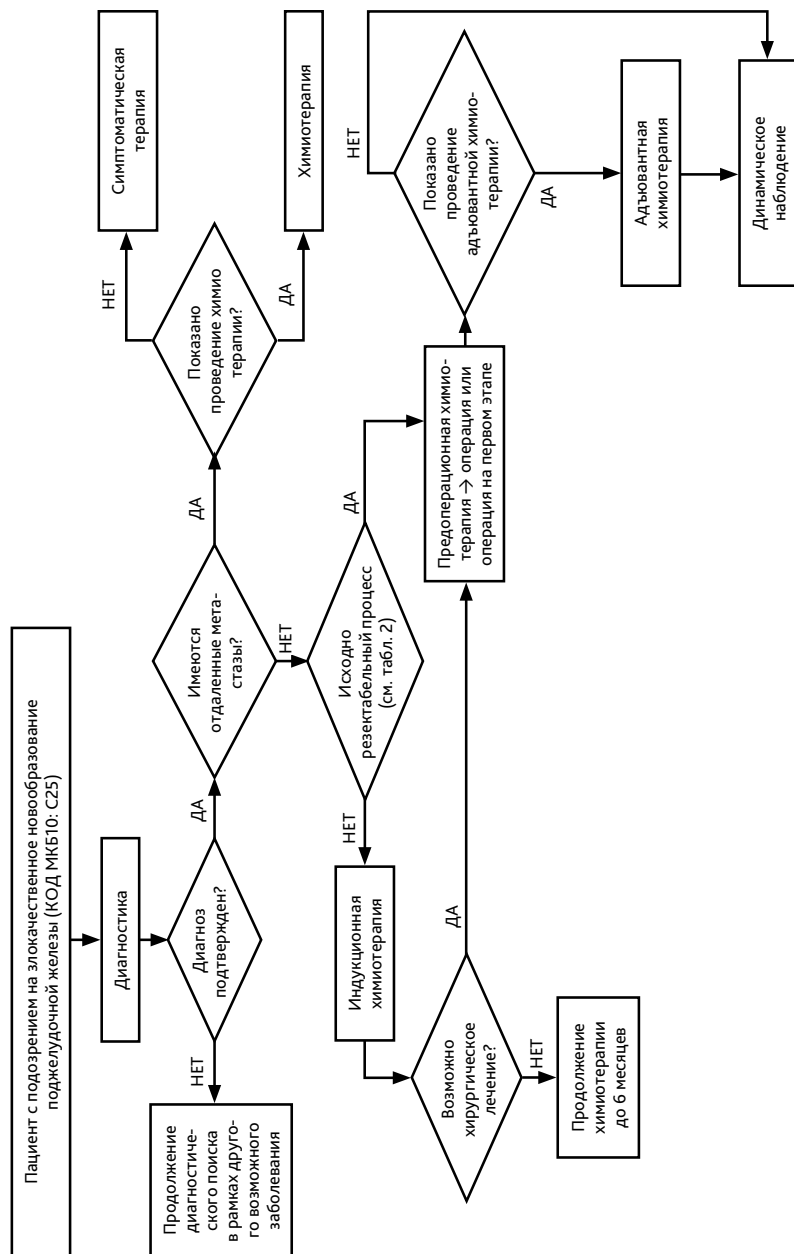 Пациент с подозрением на злокачественное новообразование
поджелудочной железы (КОД МКБ10: С25)
Диагностика
Диагноз
подтвержден?
НЕТ
Продолжение
диагностиче-
ского поиска
в рамках друго-
го возможного
заболевания
ДА
Имеются
отдаленные мета-
стазы?
ДА
Показано
проведение химио
терапии?
НЕТ
Симптоматическая
терапия
ДА
Химиотерапия
НЕТ
Исходно
резектабельный процесс
(см. табл. 2)
НЕТ
Индукционная
химиотерапия
ДА
Предоперационная химио-
терапия → операция или
операция на первом этапе
Возможно
хирургическое
лечение?
ДА
НЕТ
Продолжение
химиотерапии
до 6 месяцев
Показано
проведение
адъювантной химио-
терапии?
НЕТ
ДА
Адъювантная
химиотерапия
Динамическое
наблюдение